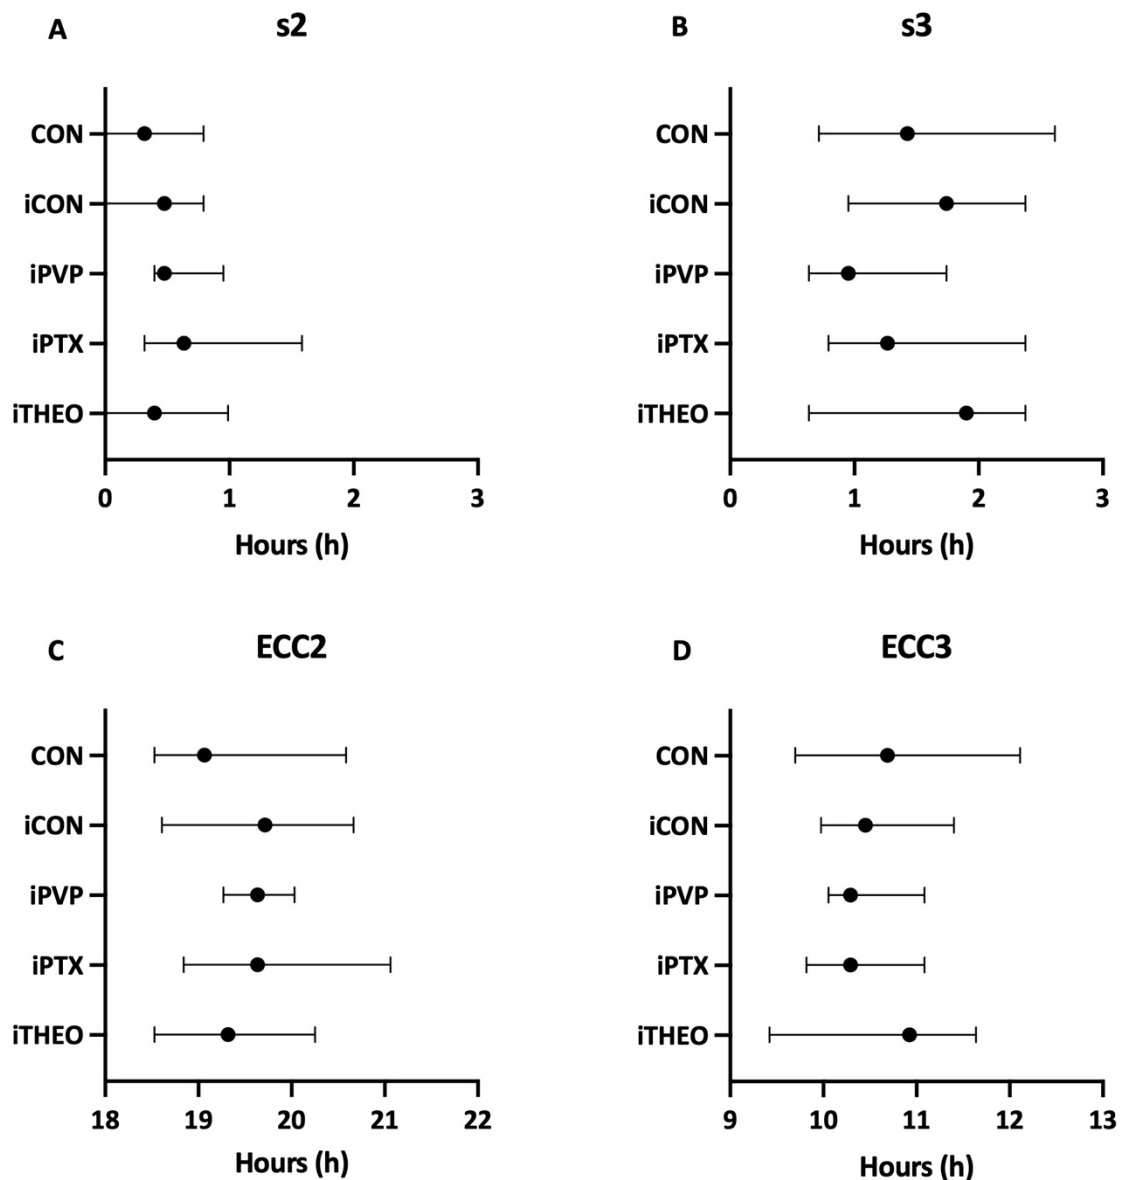 A s2
CON
iCON
iPVP
iPTX
iTHEO
0 1 2 3
Hours (h)
B s3
CON
iCON
iPVP
iPTX
iTHEO
0 1 2 3
Hours (h)
C ECC2
CON
iCON
iPVP
iPTX
iTHEO
18 19 20 21 22
Hours (h)
D ECC3
CON
iCON
iPVP
iPTX
iTHEO
9 10 11 12 13
Hours (h)